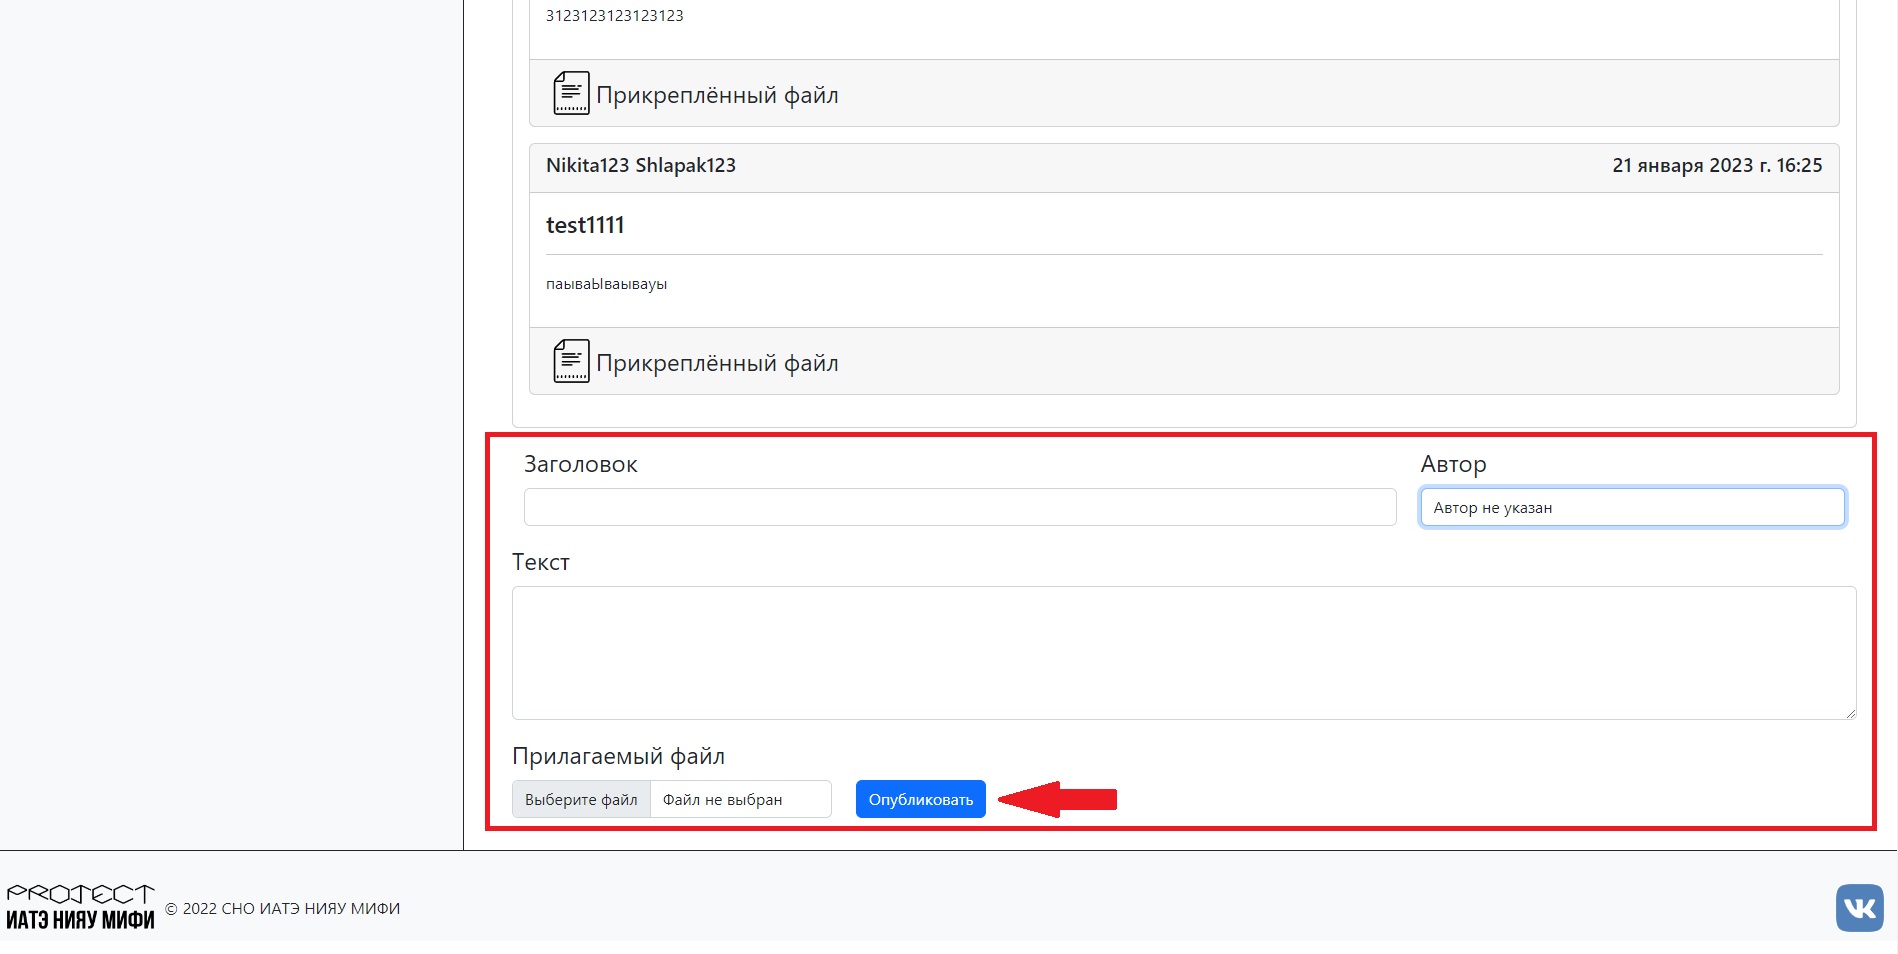 3123123123123123
Прикреплённый файл
Nikita123 Shlapak123 21 января 2023 г. 16:25
test1111
паываЫваывауы
Прикреплённый файл
Заголовок Автор
Автор не указан
Текст
Прилагаемый файл
Выберите файл Файл не выбран Опубликовать
PROJECT
ИАТЭ НИЯУ МИФИ
© 2022 СНО ИАТЭ НИЯУ МИФИ